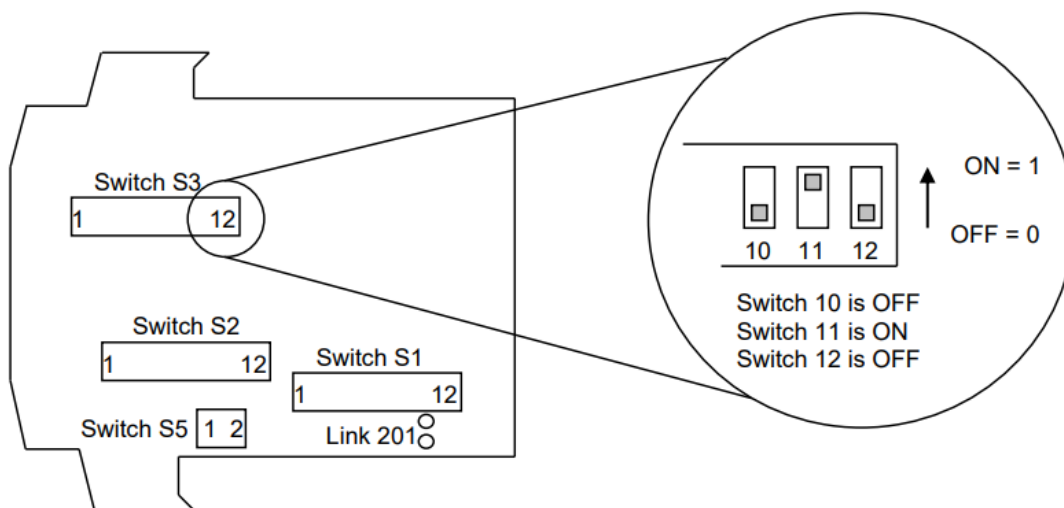 Switch S3
1 12
Switch S2
1 12
Switch S1
1 12
Switch S5 1 2
Link 201
ON = 1
OFF = 0
10 11 12
Switch 10 is OFF
Switch 11 is ON
Switch 12 is OFF